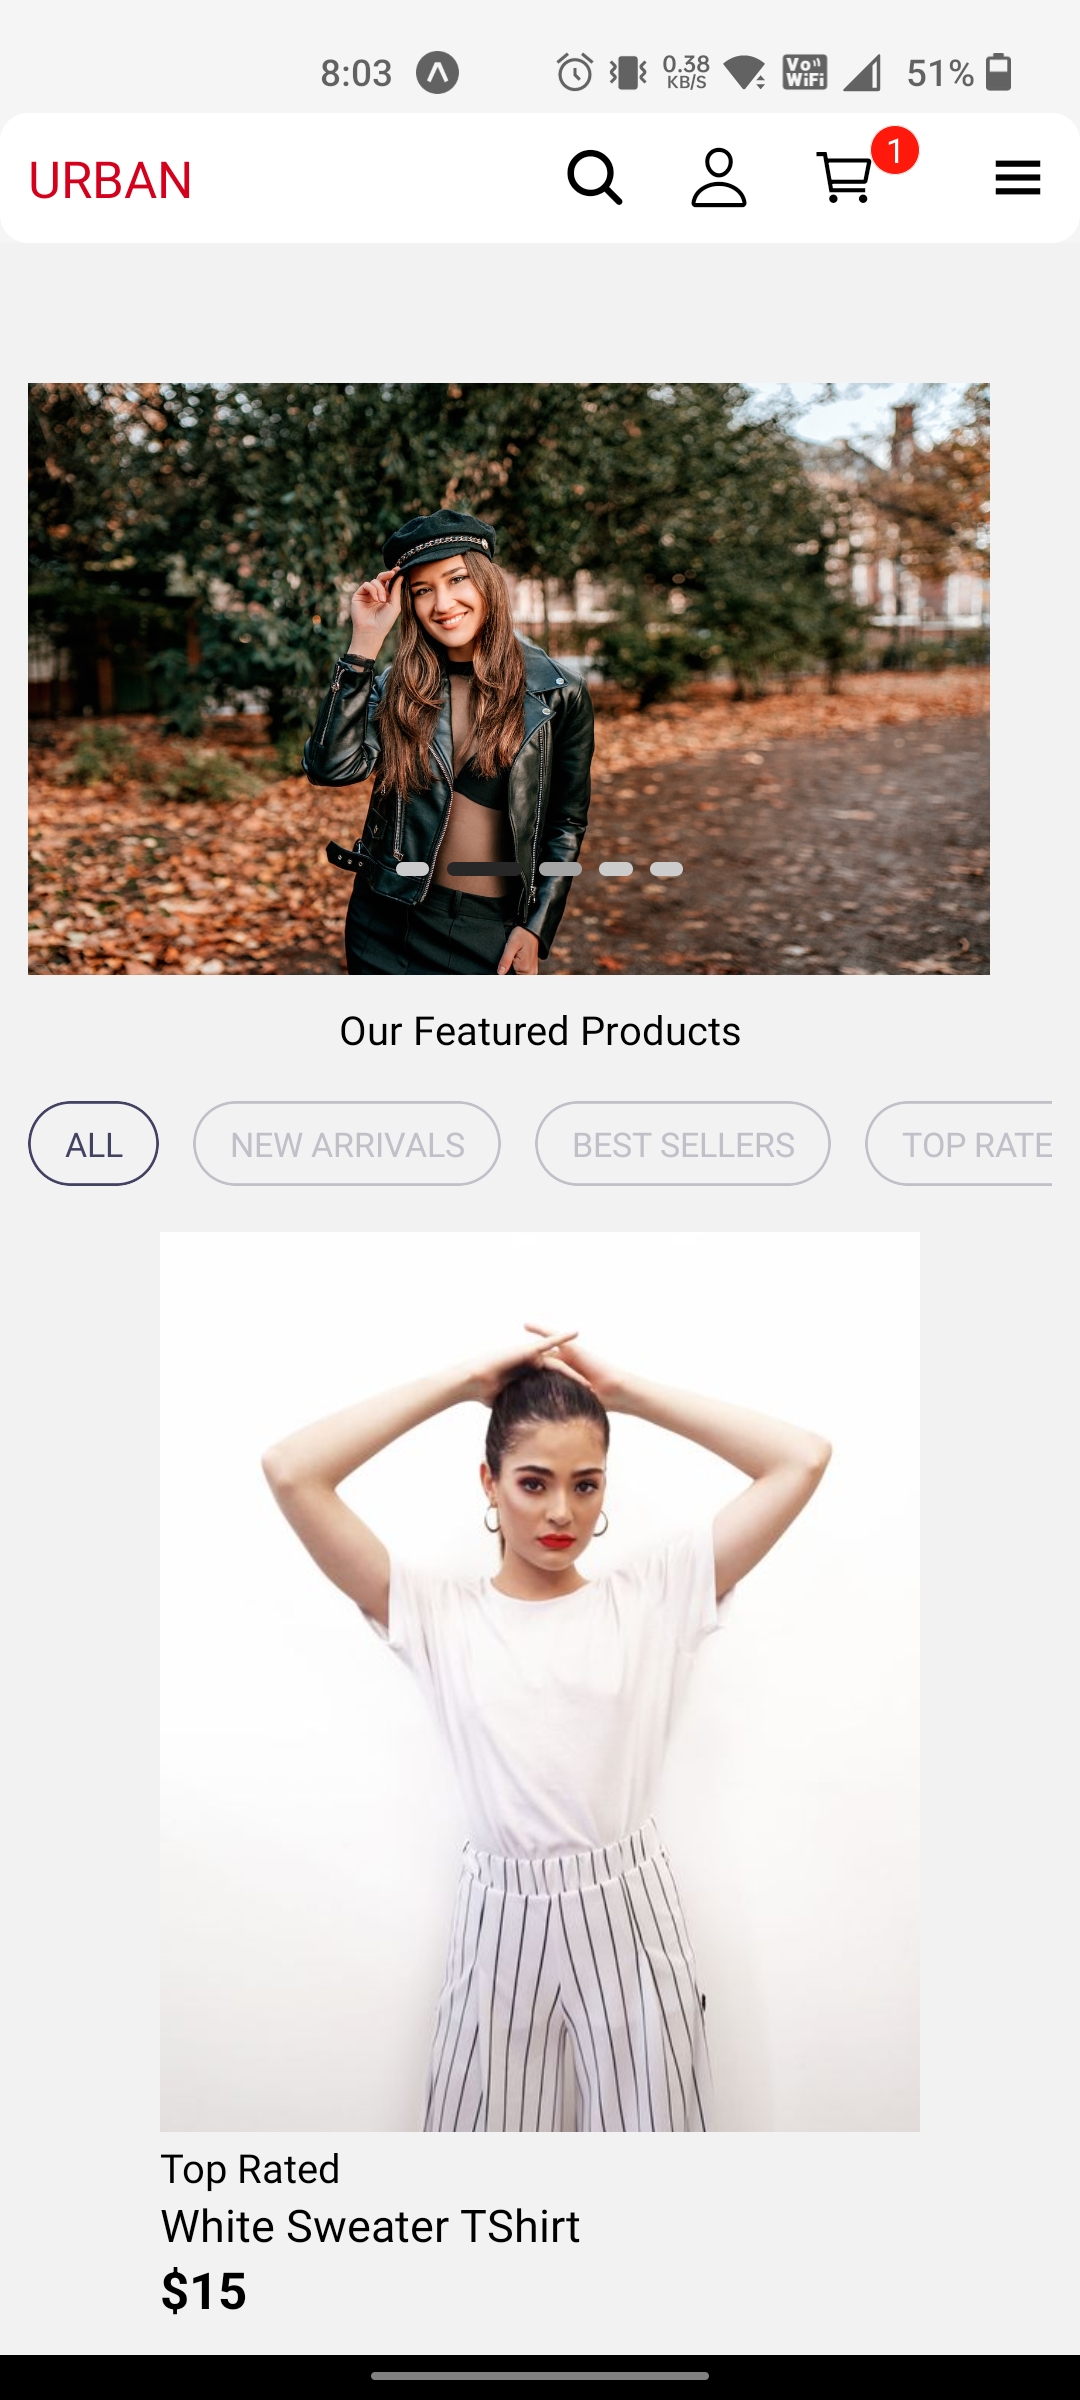 8:03
0.38
KB/S
Vo
WiFi
51%
URBAN
1
Our Featured Products
ALL
NEW ARRIVALS
BEST SELLERS
TOP RATE
Top Rated
White Sweater TShirt
$15